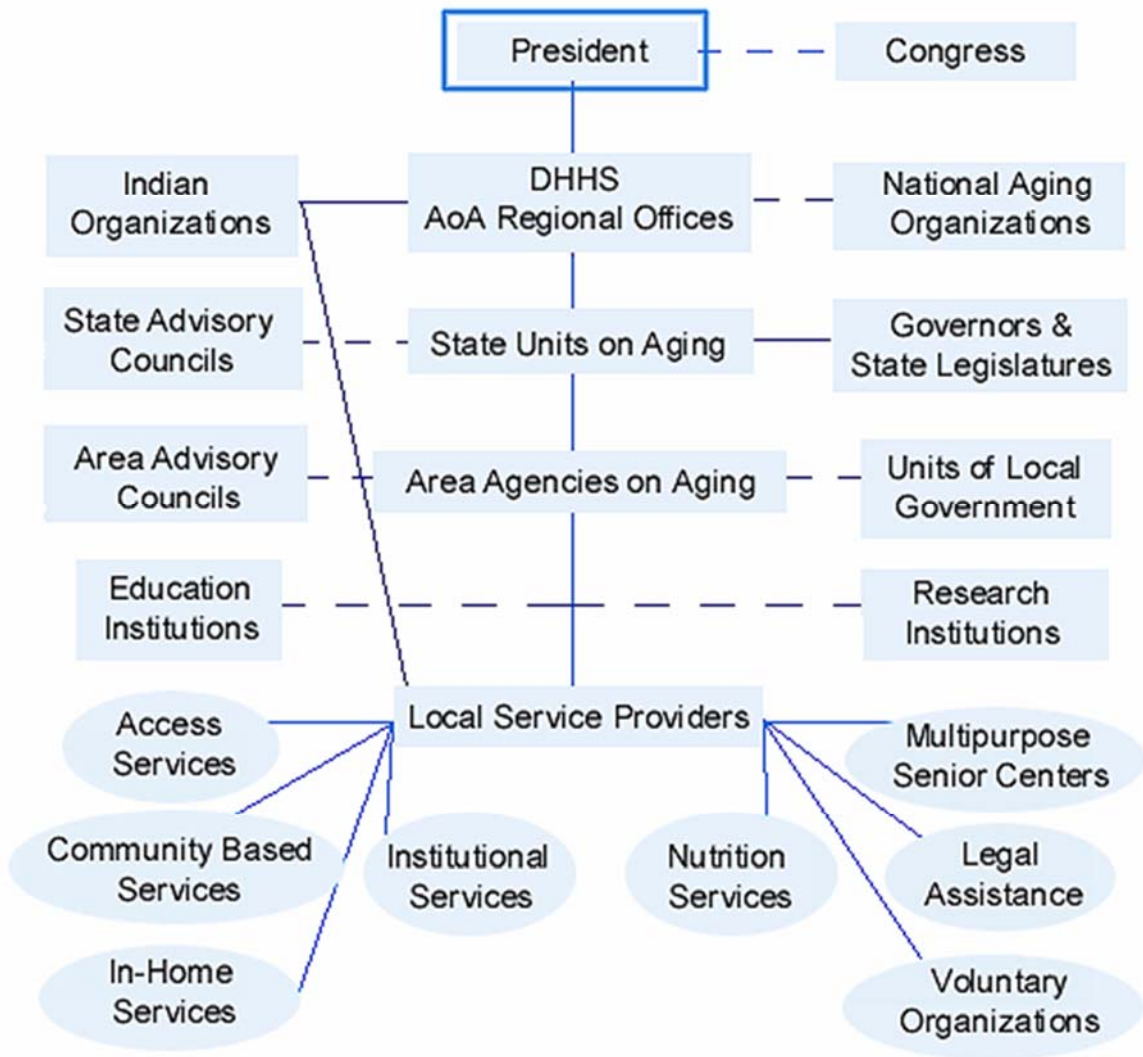 President
Congress
Indian
Organizations
DHHS
AoA Regional Offices
National Aging
Organizations
State Advisory
Councils
State Units on Aging
Governors &
State Legislatures
Area Advisory
Councils
Area Agencies on Aging
Units of Local
Government
Education
Institutions
Research
Institutions
Local Service Providers
Access
Services
Multipurpose
Senior Centers
Community Based
Services
Institutional
Services
Nutrition
Services
Legal
Assistance
In-Home
Services
Voluntary
Organizations